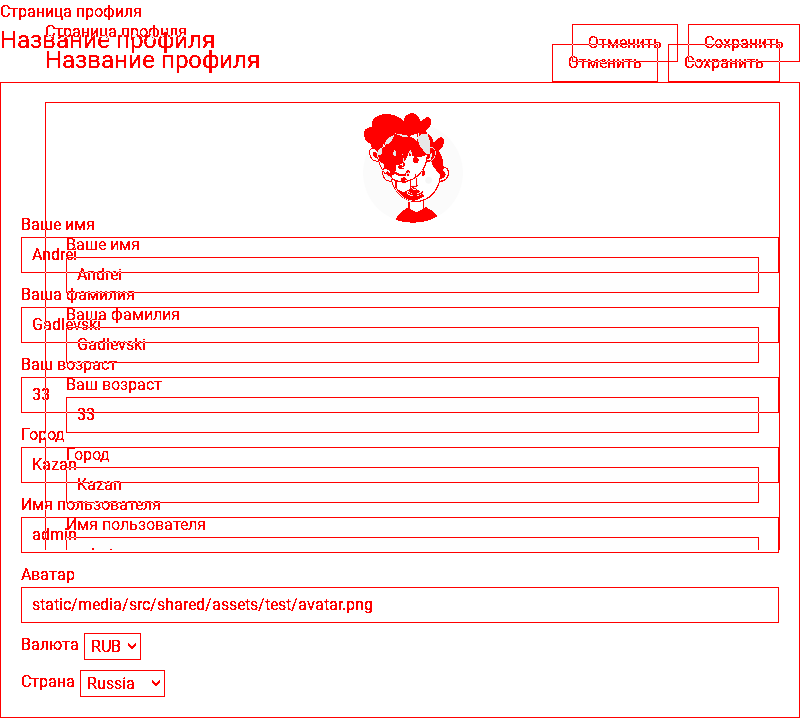 Страница профиля
Страница профиля
Название профиля
Отменить
Сохранить
Название профиля
Отменить
Сохранить
Ваше имя
Ваше имя
Andrei
Andrei
Ваша фамилия
Ваша фамилия
Gadlevski
Gadlevski
Ваш возраст
Ваш возраст
33
33
Город
Город
Kazan
Kazan
Имя пользователя
Имя пользователя
admin
Аватар
static/media/src/shared/assets/test/avatar.png
Валюта RUB
Страна Russia